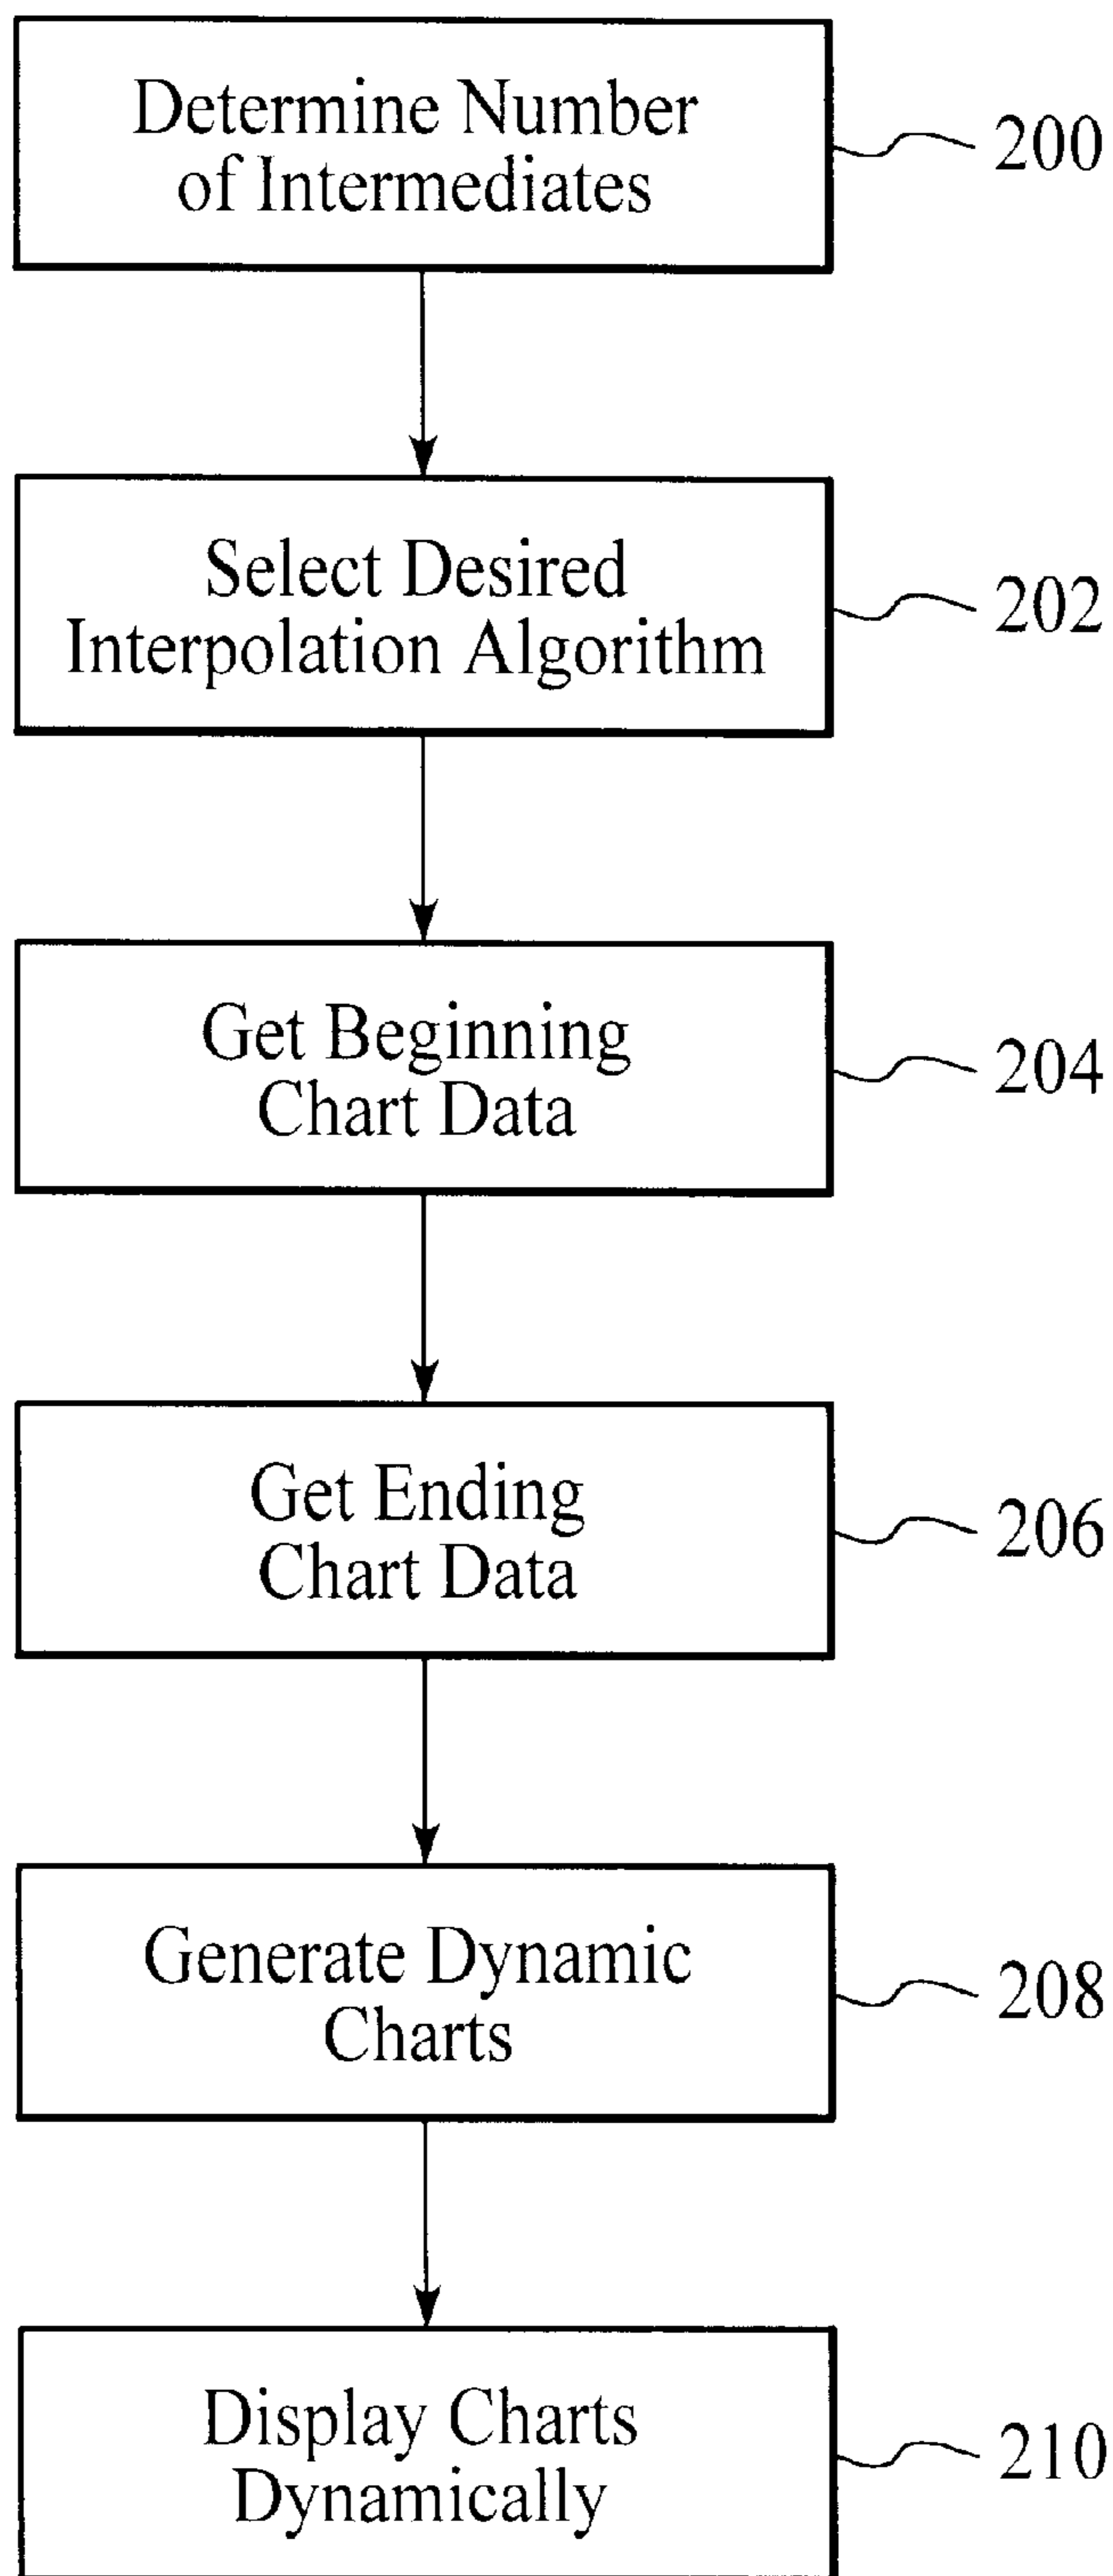 Determine Number
of Intermediates
200
Select Desired
Interpolation Algorithm
202
Get Beginning
Chart Data
204
Get Ending
Chart Data
206
Generate Dynamic
Charts
208
Display Charts
Dynamically
210